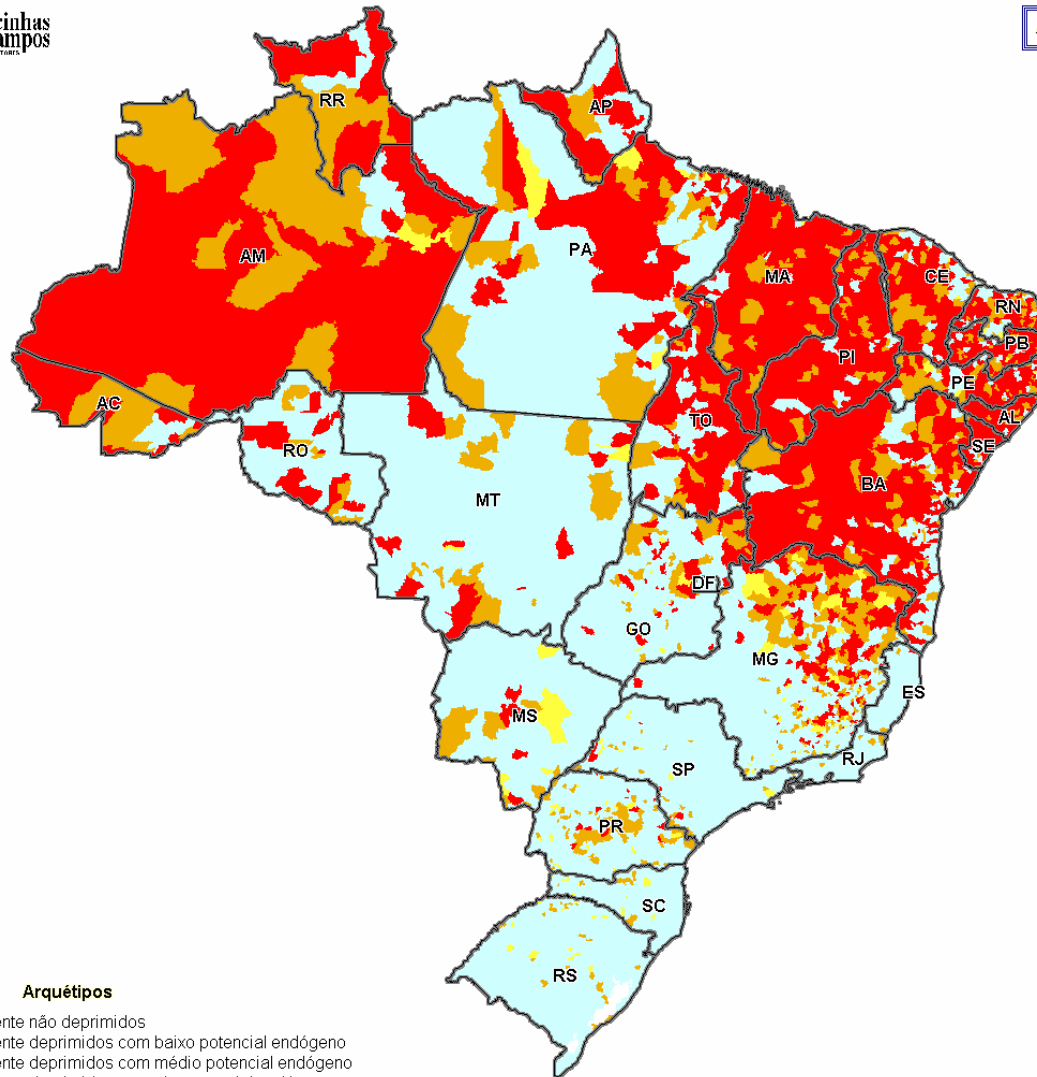 cinhas
ampos
RR
AP
AM
PA
MA
CE
RN
PB
PI
PE
AC
TO
AL
SE
RO
BA
MT
DF
GO
MG
ES
MS
RJ
SP
PR
SC
RS
Arquétipos
ente não deprimidos
ente deprimidos com baixo potencial endógeno
ente deprimidos com médio potencial endógeno